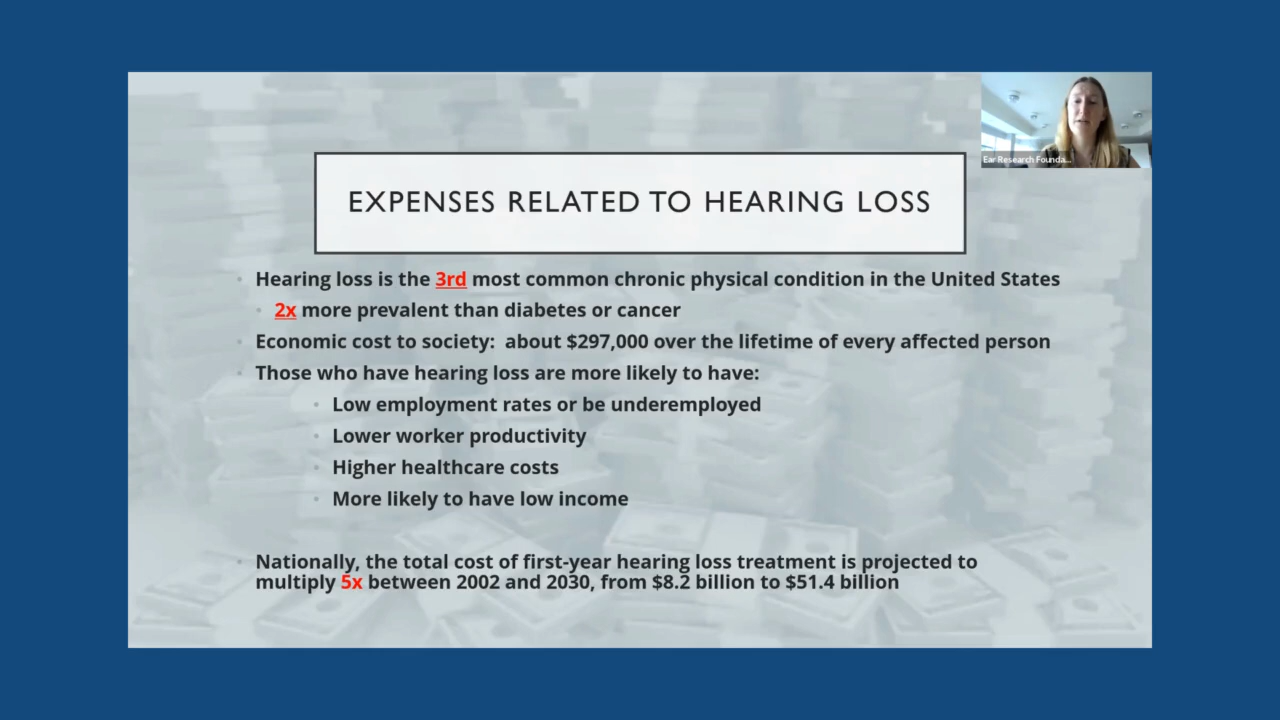 Ear Research Founda...
EXPENSES RELATED TO HEARING LOSS
Hearing loss is the 3rd most common chronic physical condition in the United States
2x more prevalent than diabetes or cancer
Economic cost to society: about $297,000 over the lifetime of every affected person
Those who have hearing loss are more likely to have:
Low employment rates or be underemployed
Lower worker productivity
Higher healthcare costs
More likely to have low income
Nationally, the total cost of first-year hearing loss treatment is projected to
multiply 5x between 2002 and 2030, from $8.2 billion to $51.4 billion